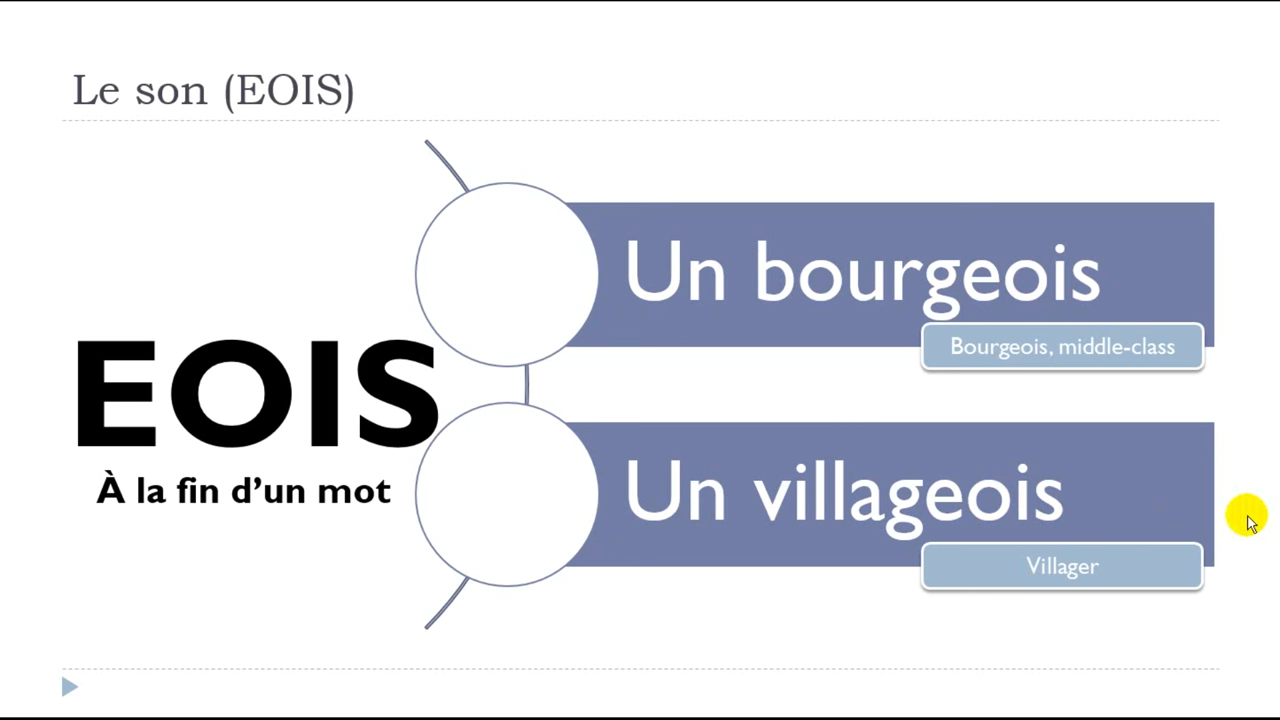 Le son (EOIS)
EOIS
À la fin d’un mot
Un bourgeois
Bourgeois, middle-class
Un villageois
Villager